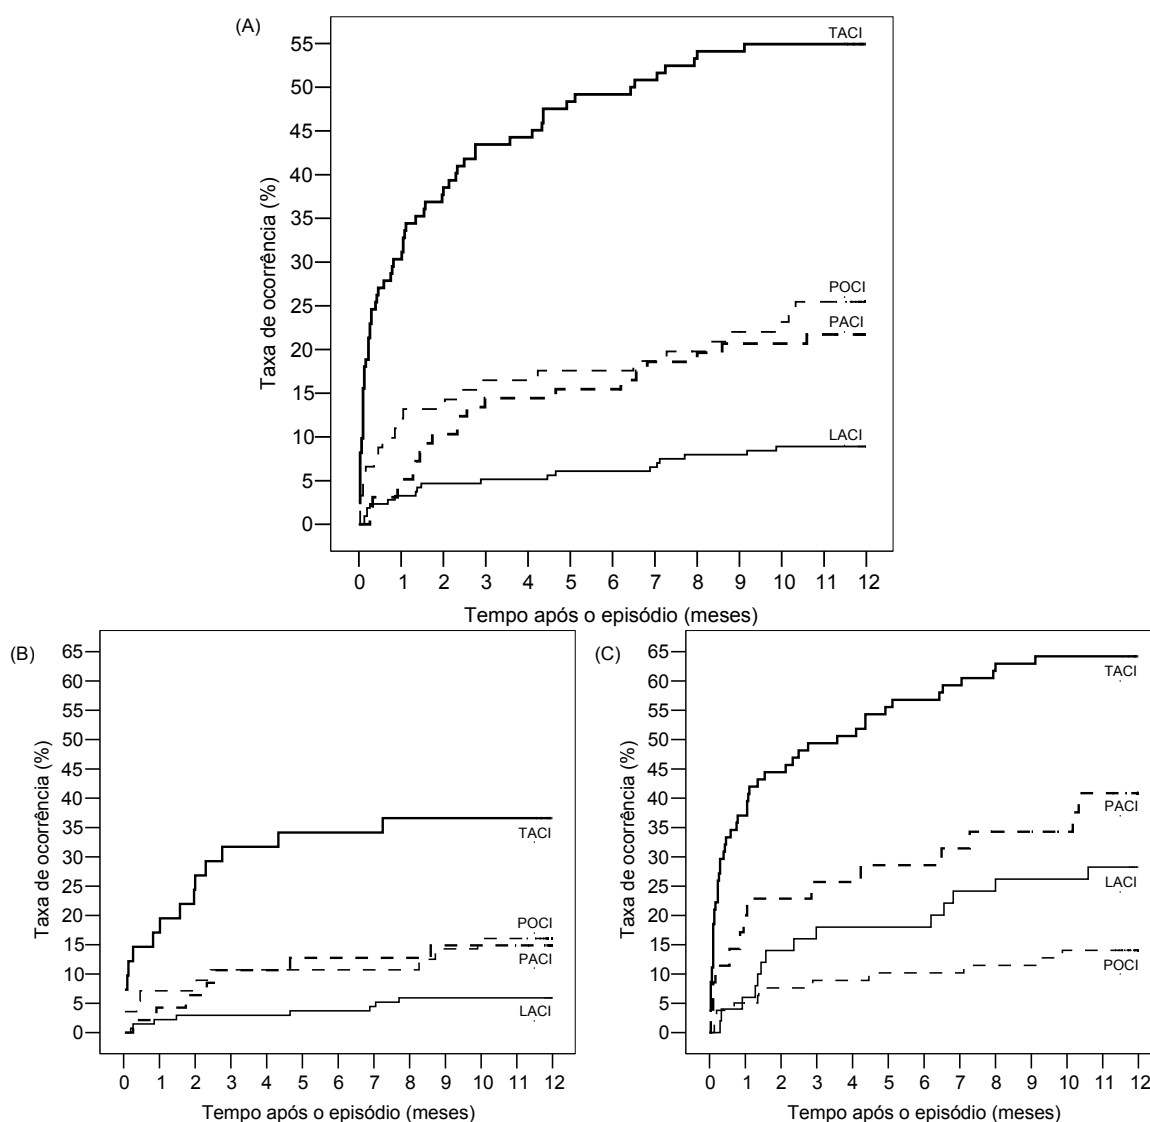 (A)
Taxa de ocorrência (%)
55
50
45
40
35
30
25
20
15
10
5
0
TACI
POCI
PACI
LACI
0 1 2 3 4 5 6 7 8 9 10 11 12
Tempo após o episódio (meses)
(B)
Taxa de ocorrência (%)
65
60
55
50
45
40
35
30
25
20
15
10
5
0
TACI
POCI
PACI
LACI
0 1 2 3 4 5 6 7 8 9 10 11 12
Tempo após o episódio (meses)
(C)
Taxa de ocorrência (%)
65
60
55
50
45
40
35
30
25
20
15
10
5
0
TACI
PACI
LACI
POCI
0 1 2 3 4 5 6 7 8 9 10 11 12
Tempo após o episódio (meses)